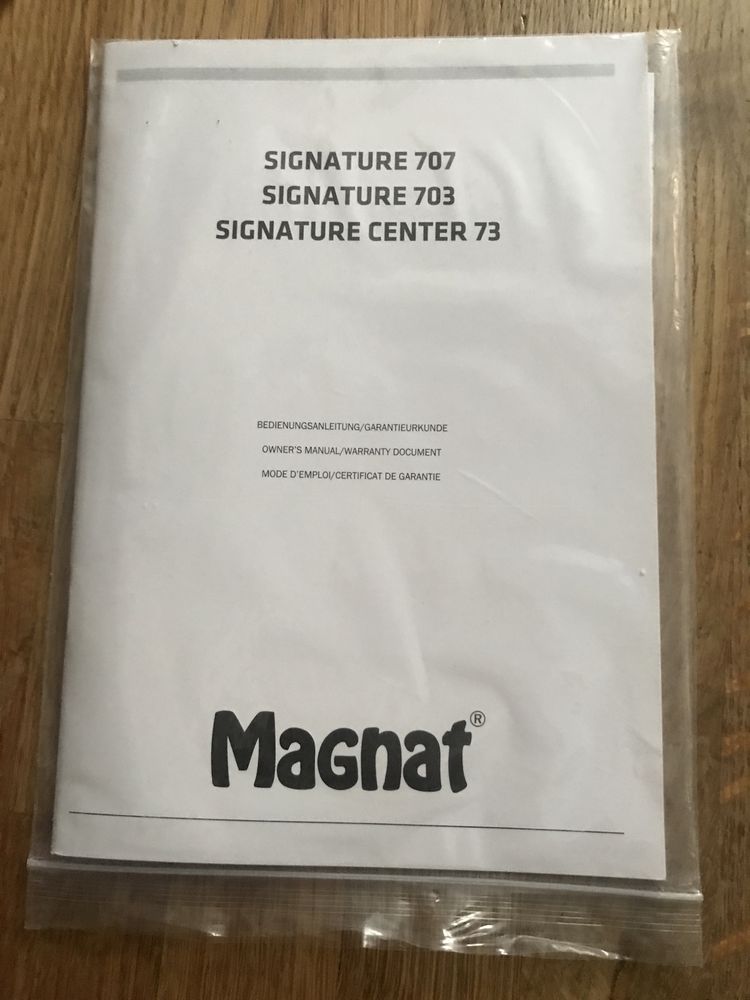 SIGNATURE 707
SIGNATURE 703
SIGNATURE CENTER 73
BEDIENUNGSANLEITUNG/GARANTIEURKUNDE
OWNER'S MANUAL/WARRANTY DOCUMENT
MODE D'EMPLOI/CERTIFICAT DE GARANTIE
Magnat®